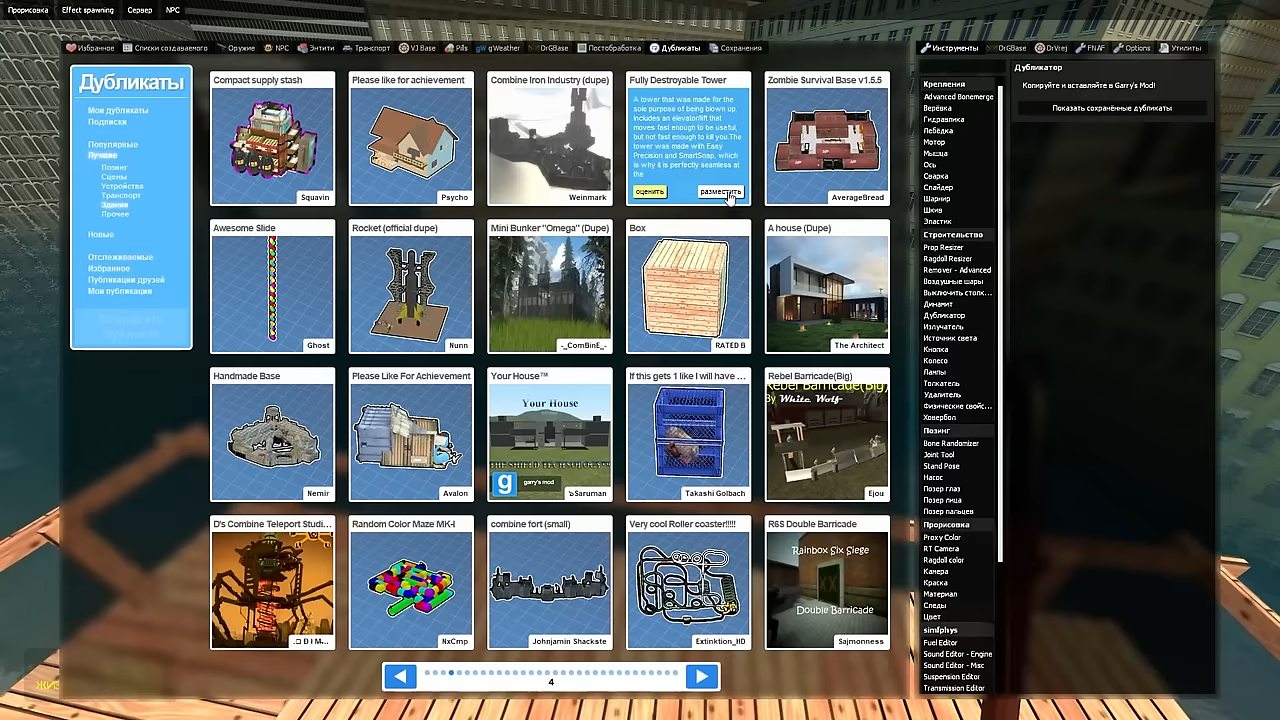 Прорисовка Effect spawning Сервер NPC
Избранное Списки создаваемого Оружие NPC Энтити Транспорт VJ Base Pills gWeather DrGBase Постобработка Дубликаты Сохранения
Инструменты DrGBase DrVrej FNAF Options Утилиты
Дубликаты
Мои дубликаты
Подписки
Популярные
Лучшие
Позинг
Сцены
Устройства
Транспорт
Здания
Прочее
Новые
Отслеживаемые
Избранное
Публикации друзей
Мои публикации
Compact supply stash
Squavin
Please like for achievement
Psycho
Combine Iron Industry (dupe)
Weinmark
Fully Destroyable Tower
A tower that was made for the
sole purpose of being blown up.
Includes an elevator/lift that
moves fast enough to be useful,
but not fast enough to kill you.The
tower was made with Easy
Precision and SmartSnap, which
is why it is perfectly seamless at
the
оценить разместить
Zombie Survival Base v1.5.5
AverageBread
Awesome Slide
Ghost
Rocket (official dupe)
Nunn
Mini Bunker "Omega" (Dupe)
-_ComBinE_-
Box
RATED B
A house (Dupe)
The Architect
Handmade Base
Nemir
Please Like For Achievement
Avalon
Your House™
Your House
garry's mod
ЪSaruman
If this gets 1 like I will have ...
Takashi Golbach
Rebel Barricade(Big)
Rebel Barricade(Big)
By White Wolf-
Ejou
D's Combine Teleport Studi...
Random Color Maze MK-I
NxCmp
combine fort (small)
Johnjamin Shackste
Very cool Roller coaster!!!!!
Extinktion_HD
R6S Double Barricade
Rainbox Six Siege
Double Barricade
Sajmonness
4
Крепления
Advanced Bonemerge
Верёвка
Гидравлика
Лебёдка
Мотор
Мышца
Ось
Сварка
Слайдер
Шарнир
Шкив
Эластик
Строительство
Prop Resizer
Ragdoll Resizer
Remover - Advanced
Воздушные шары
Выключить столк...
Динамит
Дубликатор
Излучатель
Источник света
Кнопка
Колесо
Лампы
Толкатель
Удалитель
Физические свойс...
Ховербол
Позинг
Bone Randomizer
Joint Tool
Stand Pose
Насос
Позер глаз
Позер лица
Позер пальцев
Прорисовка
Proxy Color
RT Camera
Ragdoll color
Камера
Краска
Материал
Следы
Цвет
simfphys
Fuel Editor
Sound Editor - Engine
Sound Editor - Misc
Suspension Editor
Transmission Editor
Дубликатор
Копируйте и вставляйте в Garry's Mod!
Показать сохранённые дубликаты